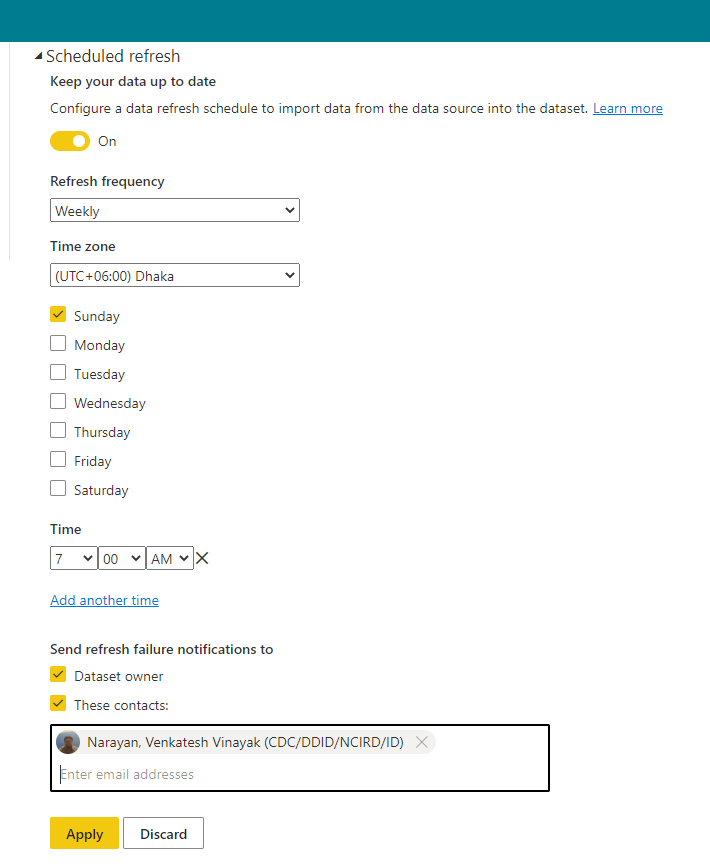 Scheduled refresh
Keep your data up to date
Configure a data refresh schedule to import data from the data source into the dataset. Learn more
On
Refresh frequency
Weekly
Time zone
(UTC+06:00) Dhaka
Sunday
Monday
Tuesday
Wednesday
Thursday
Friday
Saturday
Time
7 00 AM
Add another time
Send refresh failure notifications to
Dataset owner
These contacts:
Narayan, Venkatesh Vinayak (CDC/DDID/NCIRD/ID)
Enter email addresses
Apply Discard